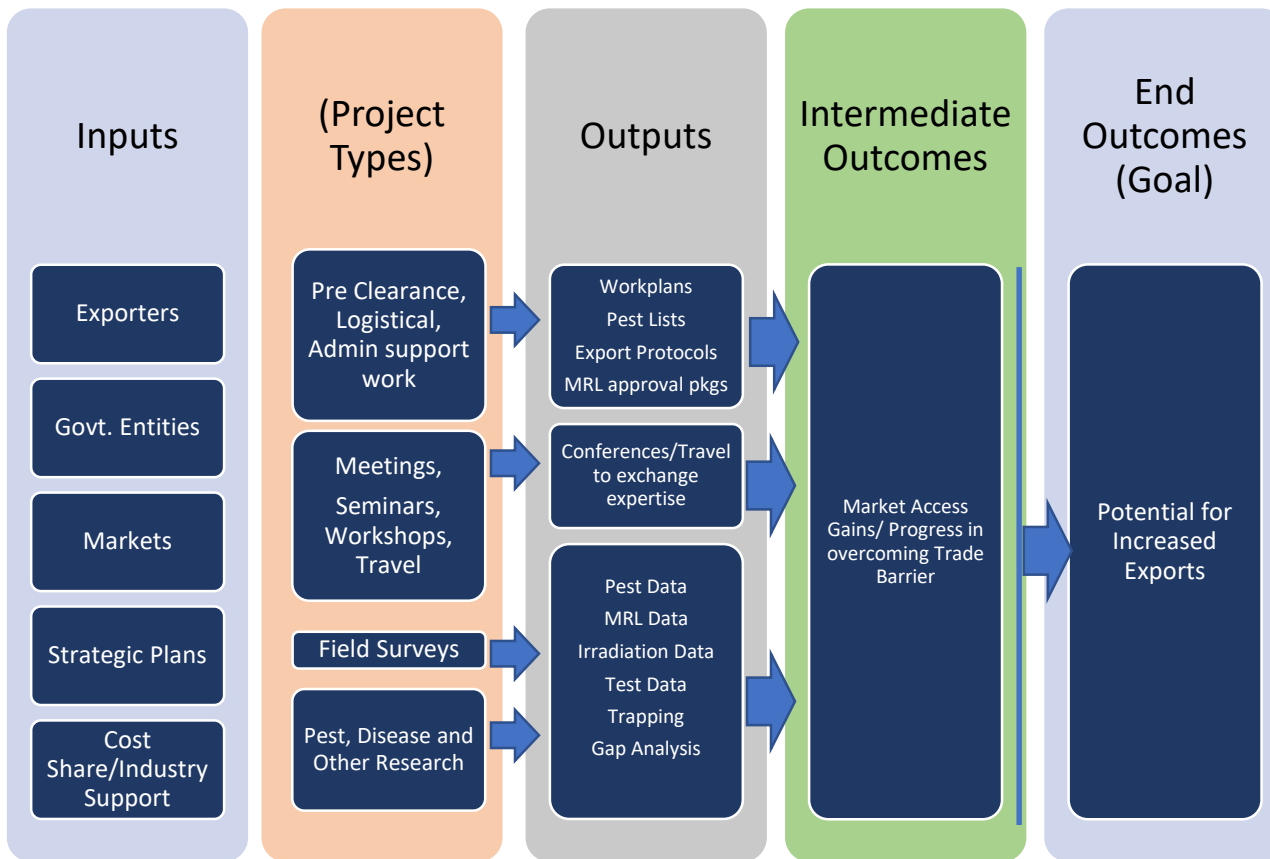 Inputs
Exporters
Govt. Entities
Markets
Strategic Plans
Cost
Share/Industry
Support
(Project
Types)
Pre Clearance,
Logistical,
Admin support
work
Meetings,
Seminars,
Workshops,
Travel
Field Surveys
Pest, Disease and
Other Research
Outputs
Workplans
Pest Lists
Export Protocols
MRL approval pkgs
Conferences/Travel
to exchange
expertise
Pest Data
MRL Data
Irradiation Data
Test Data
Trapping
Gap Analysis
Intermediate
Outcomes
Market Access
Gains/ Progress in
overcoming Trade
Barrier
End
Outcomes
(Goal)
Potential for
Increased
Exports